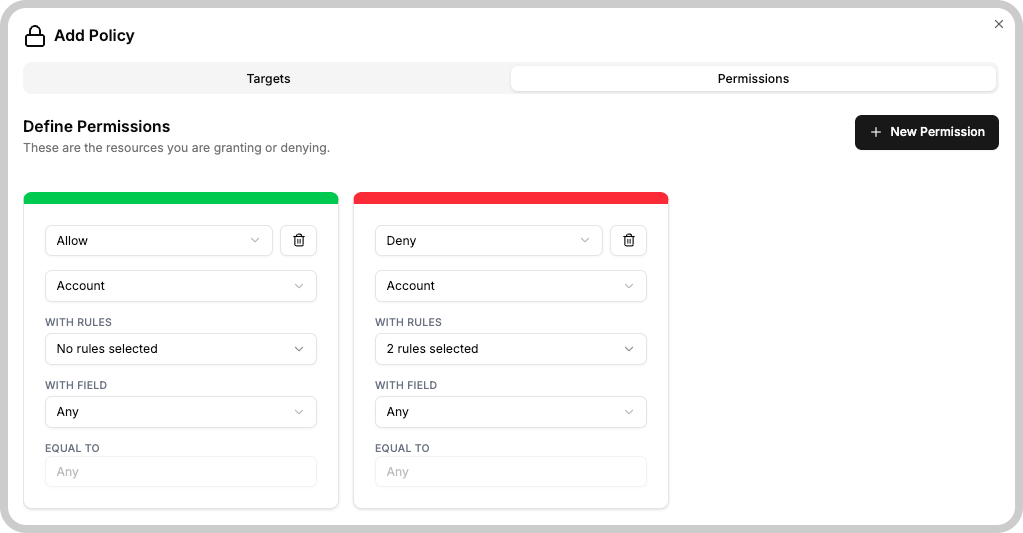 Add Policy
Targets
Permissions
Define Permissions
These are the resources you are granting or denying.
New Permission
Allow
Account
WITH RULES
No rules selected
WITH FIELD
Any
EQUAL TO
Any
Deny
Account
WITH RULES
2 rules selected
WITH FIELD
Any
EQUAL TO
Any